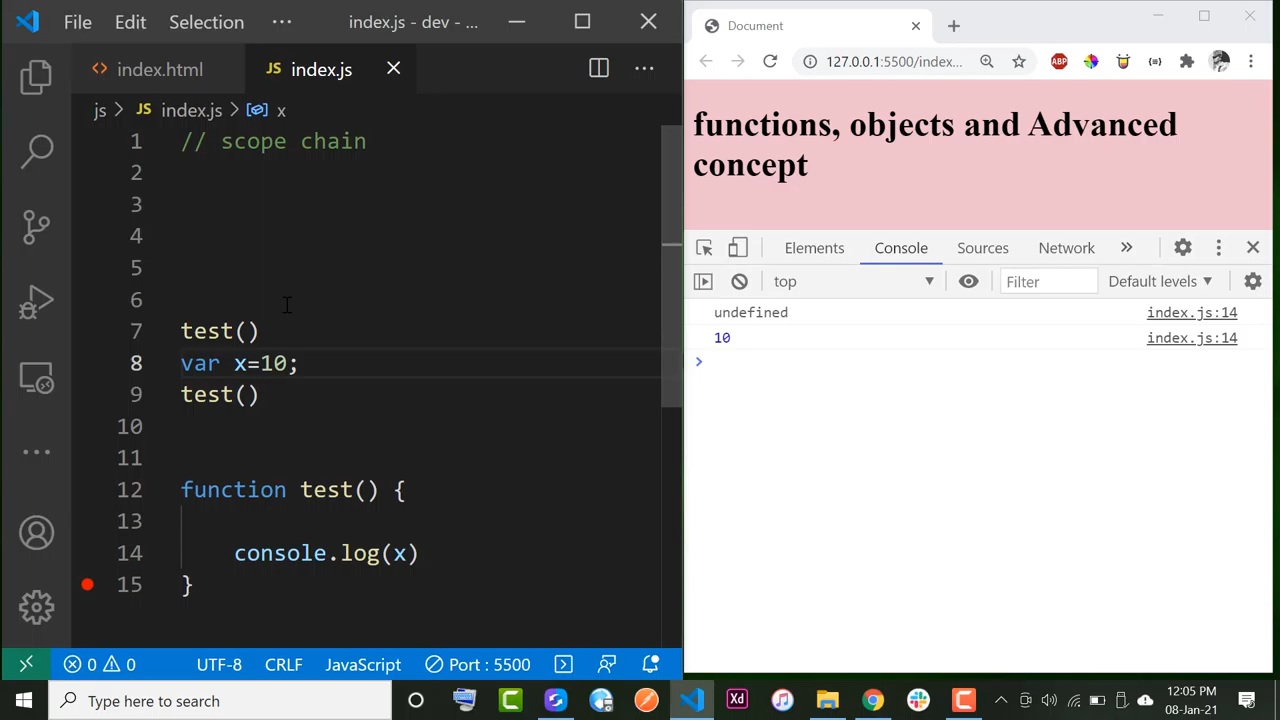 File Edit Selection ··· index.js - dev - ...
index.html JS index.js
js > JS index.js > x
1 // scope chain
2
3
4
5
6
7 test()
8 var x=10;
9 test()
10
11
12 function test() {
13
14 console.log(x)
15 }
0 0 UTF-8 CRLF JavaScript Port : 5500
Document
127.0.0.1:5500/index...
ABP
functions, objects and Advanced
concept
Elements Console Sources Network »
top Filter Default levels
undefined index.js:14
10 index.js:14
>
Type here to search
Xd
12:05 PM
08-Jan-21